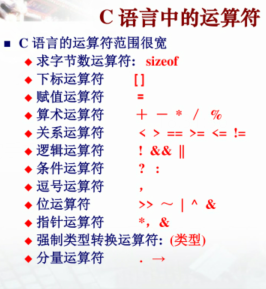 C 语言中的运算符
C 语言的运算符范围很宽
求字节数运算符: sizeof
下标运算符 [ ]
赋值运算符 =
算术运算符 + - * / %
关系运算符 < > == >= <= !=
逻辑运算符 ! && ||
条件运算符 ? :
逗号运算符 ,
位运算符 >> ~ | ^ &
指针运算符 *, &
强制类型转换运算符: (类型)
分量运算符 . →